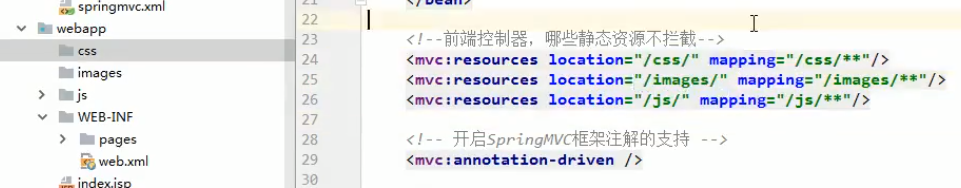 springmvc.xml
webapp
css
images
js
WEB-INF
pages
web.xml
index.jsp
21 </bean>
22
23 <!--前端控制器，哪些静态资源不拦截-->
24 <mvc:resources location="/css/" mapping="/css/**"/>
25 <mvc:resources location="/images/" mapping="/images/**"/>
26 <mvc:resources location="/js/" mapping="/js/**"/>
27
28 <!-- 开启SpringMVC框架注解的支持 -->
29 <mvc:annotation-driven />
30